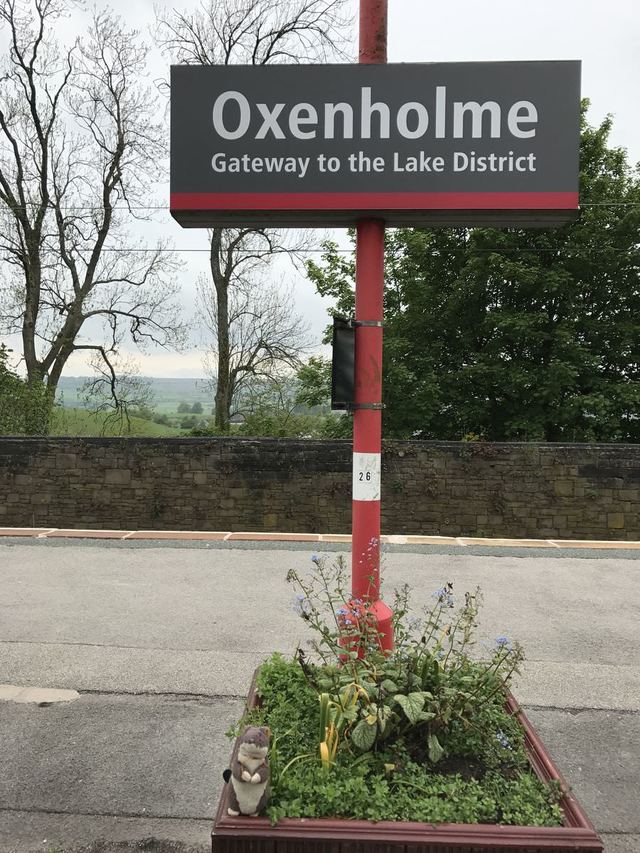 Oxenholme
Gateway to the Lake District
26